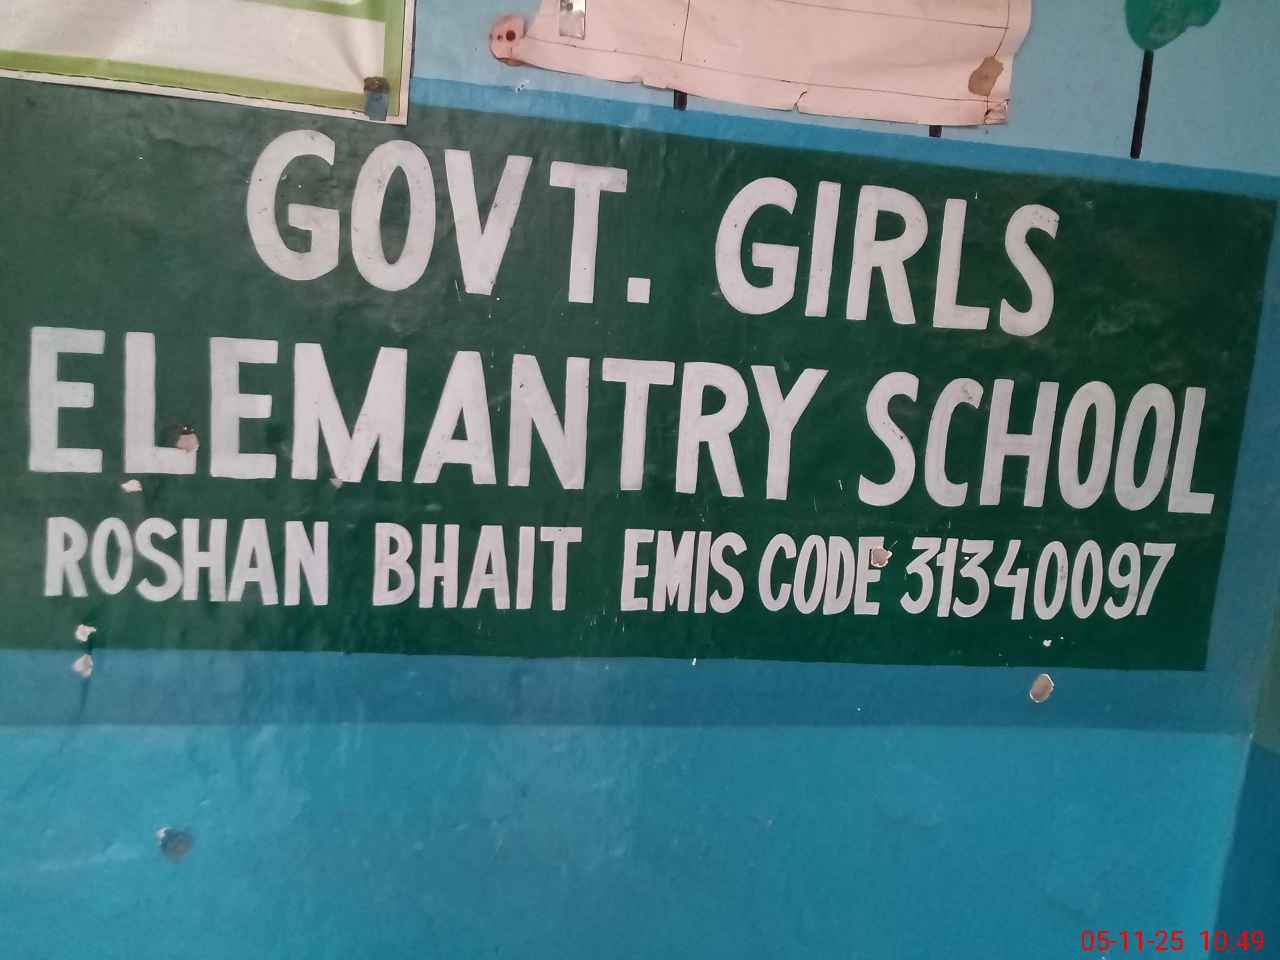 GOVT. GIRLS
ELEMANTRY SCHOOL
ROSHAN BHAIT EMIS CODE 31340097
05-11-25 10:49